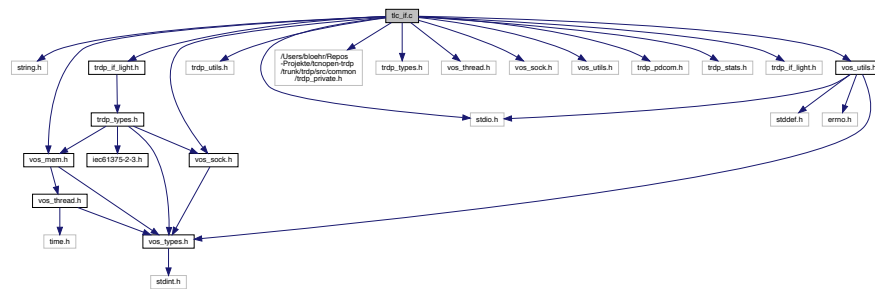 tlc_if.c
string.h
trdp_if_light.h
trdp_utils.h
/Users/bloehr/Repos
-Projekte/tcnopen-trdp
/trunk/trdp/src/common
/trdp_private.h
trdp_types.h
vos_thread.h
vos_sock.h
vos_utils.h
trdp_pdcom.h
trdp_stats.h
trdp_if_light.h
vos_utils.h
trdp_types.h
stdio.h
stddef.h
errno.h
vos_mem.h
iec61375-2-3.h
vos_sock.h
vos_thread.h
time.h
vos_types.h
stdint.h